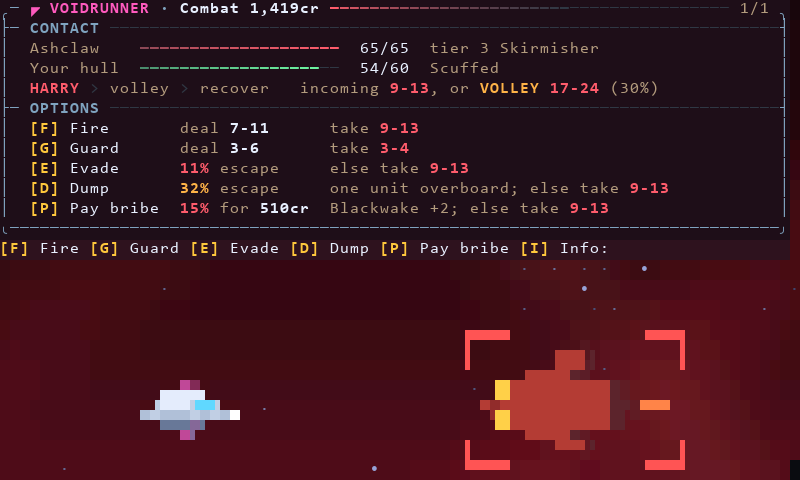 VOIDRUNNER · Combat 1,419cr 1/1
CONTACT
Ashclaw 65/65 tier 3 Skirmisher
Your hull 54/60 Scuffed
HARRY > volley > recover incoming 9-13, or VOLLEY 17-24 (30%)
OPTIONS
[F] Fire deal 7-11 take 9-13
[G] Guard deal 3-6 take 3-4
[E] Evade 11% escape else take 9-13
[D] Dump 32% escape one unit overboard; else take 9-13
[P] Pay bribe 15% for 510cr Blackwake +2; else take 9-13
[F] Fire [G] Guard [E] Evade [D] Dump [P] Pay bribe [I] Info: